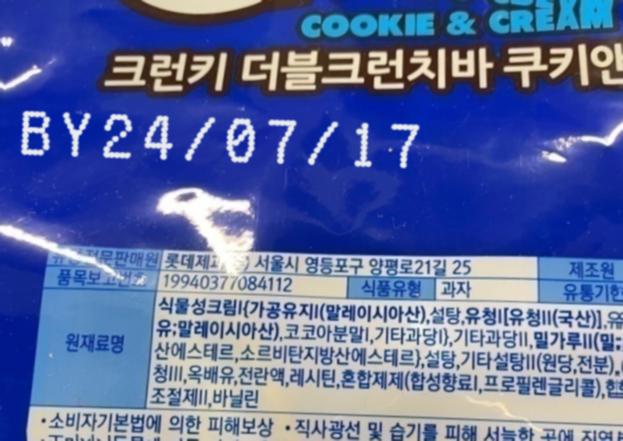 COOKIE & CREAM
크런키 더블크런치바 쿠키앤
BY24/07/17
롯데제과(주) 서울시 영등포구 양평로21길 25 제조원
품목보고번호 19940377084112 식품유형 과자 유통기한
원재료명
식물성크림I{가공유지I(말레이시아산),설탕,유청I[유청II(국산)],유
유;말레이시아산),코코아분말I,기타과당I},기타과당II,밀가루II(밀;
산에스테르,소르비탄지방산에스테르},설탕,기타설탕II(원당,전분),
청III,옥배유,전란액,레시틴,혼합제제(합성향료I,프로필렌글리콜),합
조절제II,바닐린
•소비자기본법에 의한 피해보상 •직사광선 및 습기를 피해 서늘한 곳에